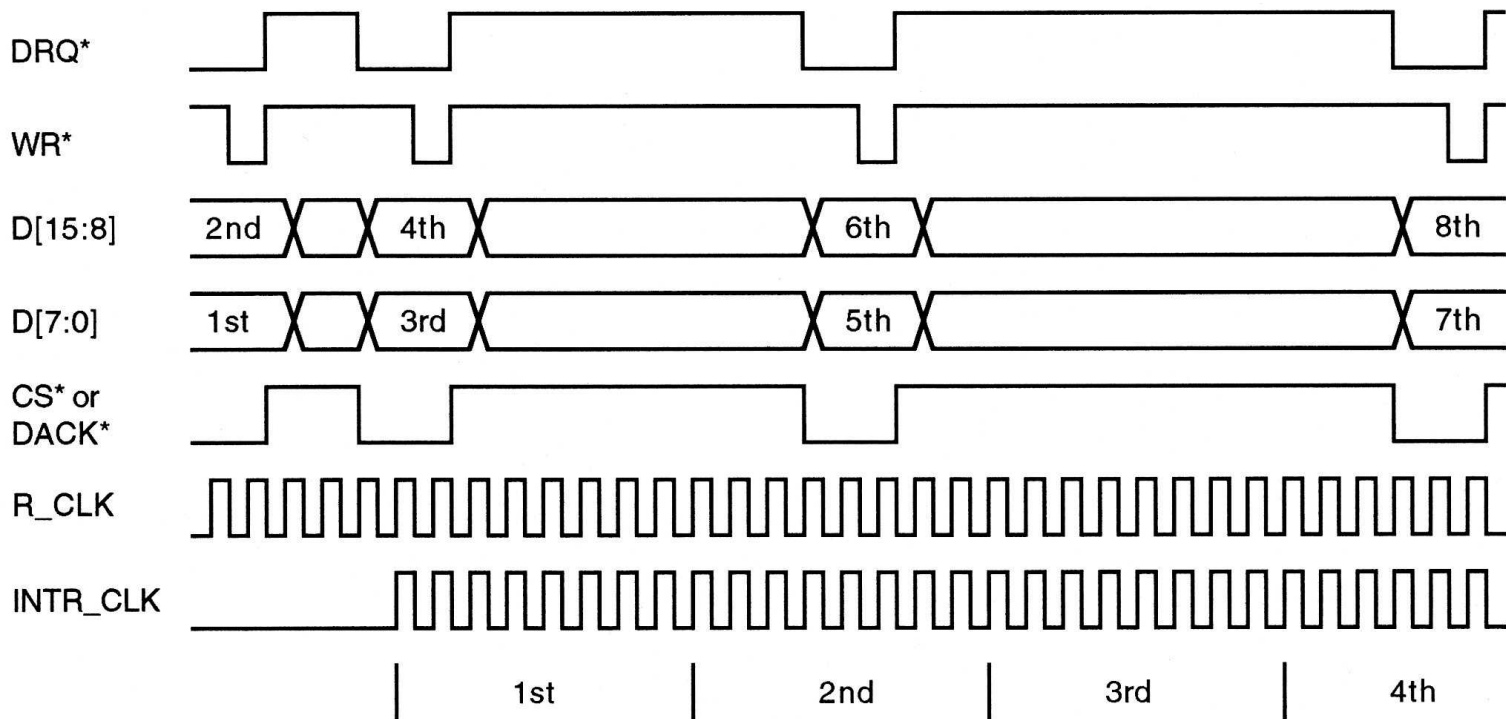 DRQ*
WR*
D[15:8] 2nd 4th 6th 8th
D[7:0] 1st 3rd 5th 7th
CS* or
DACK*
R_CLK
INTR_CLK
1st 2nd 3rd 4th